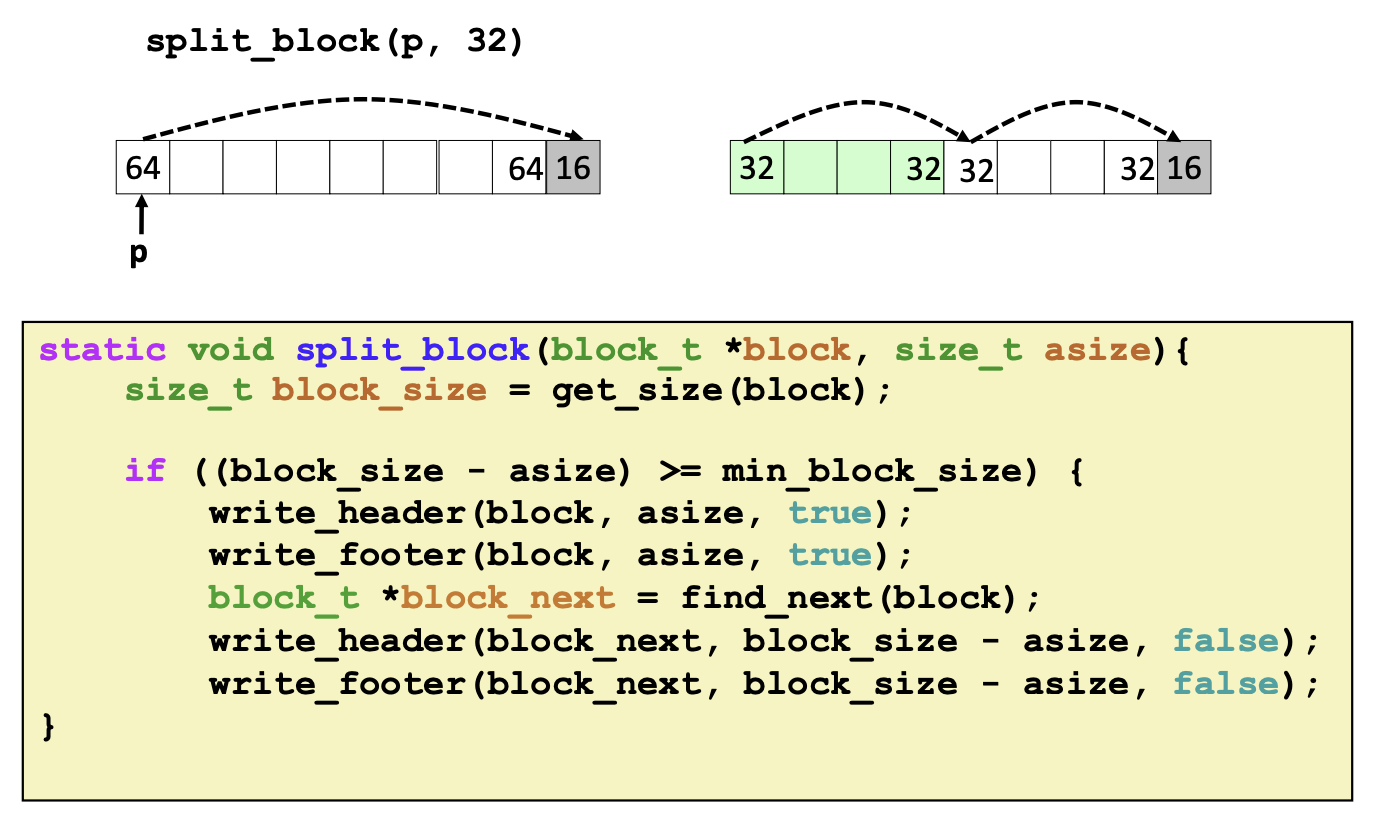 split_block(p, 32)
64 64 16 32 32 32 32 16
p
static void split_block(block_t *block, size_t asize){
size_t block_size = get_size(block);
if ((block_size - asize) >= min_block_size) {
write_header(block, asize, true);
write_footer(block, asize, true);
block_t *block_next = find_next(block);
write_header(block_next, block_size - asize, false);
write_footer(block_next, block_size - asize, false);
}